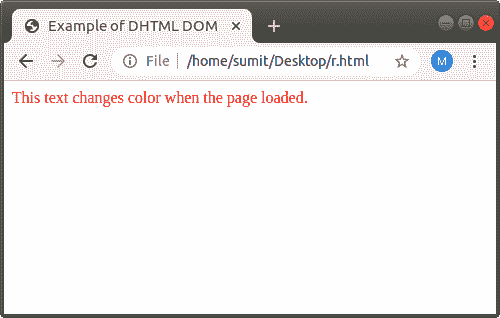 Example of DHTML DOM
File | /home/sumit/Desktop/r.html
M
This text changes color when the page loaded.